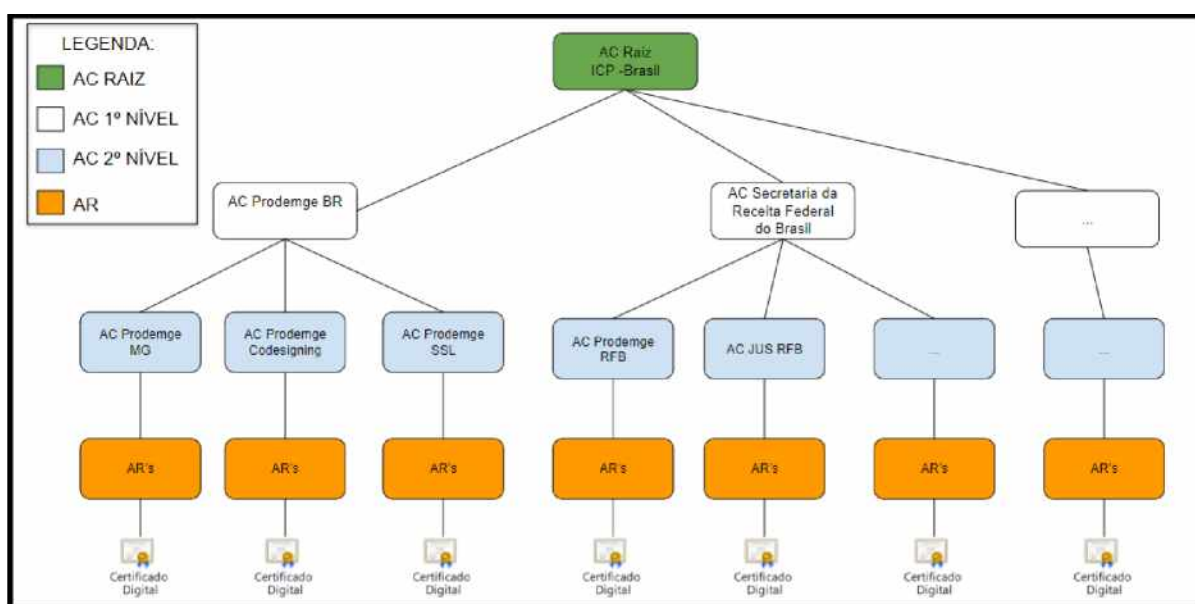 LEGENDA:
AC RAIZ
AC 1º NÍVEL
AC 2º NÍVEL
AR
AC Raiz
ICP -Brasil
AC Prodemge BR
AC Secretaria da
Receita Federal
do Brasil
...
AC Prodemge
MG
AC Prodemge
Codesigning
AC Prodemge
SSL
AC Prodemge
RFB
AC JUS RFB
...
...
AR's
AR's
AR's
AR's
AR's
AR's
AR's
Certificado
Digital
Certificado
Digital
Certificado
Digital
Certificado
Digital
Certificado
Digital
Certificado
Digital
Certificado
Digital